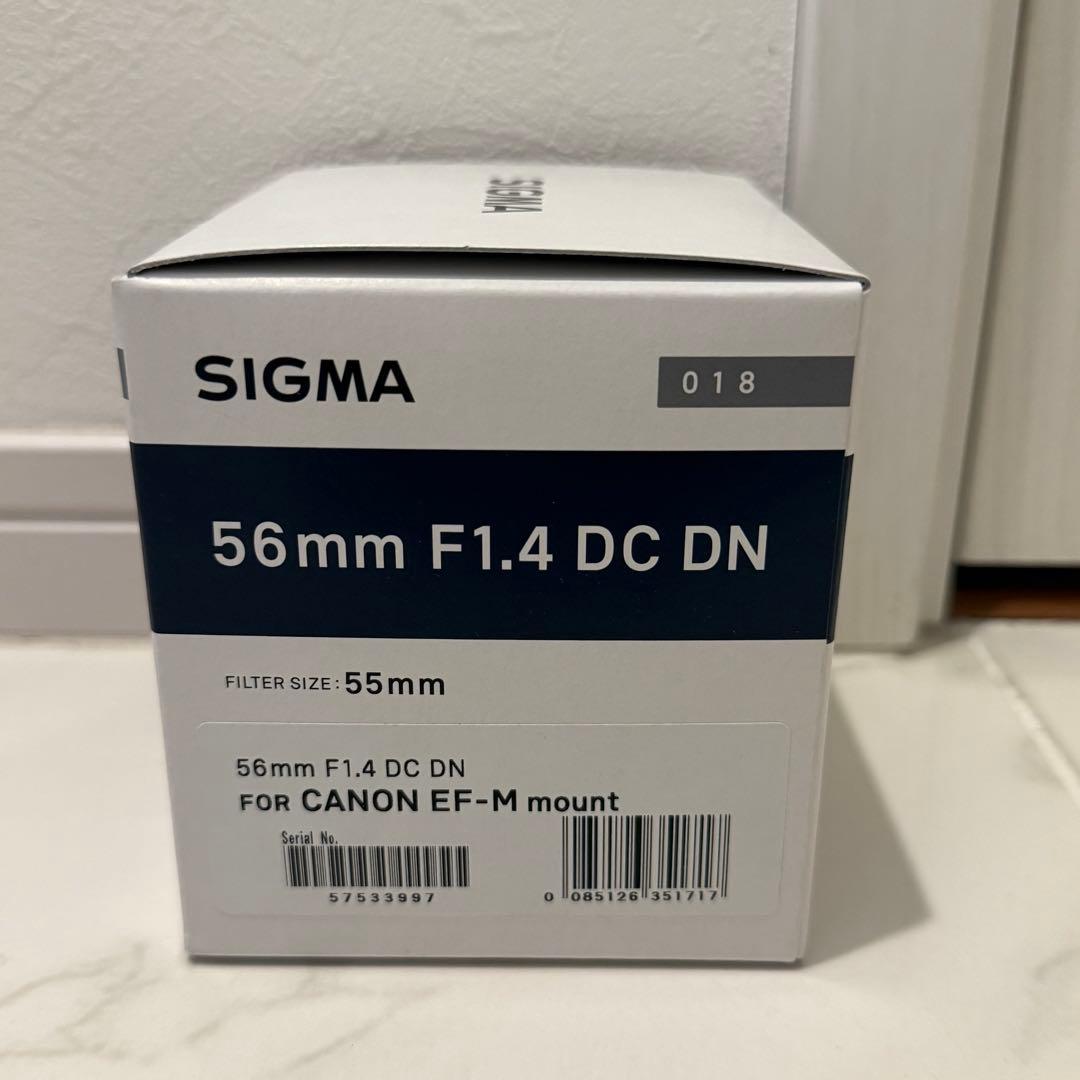 SIGMA
SIGMA
018
56mm F1.4 DC DN
FILTER SIZE: 55mm
56mm F1.4 DC DN
FOR CANON EF-M mount
Serial No.
57533997
0 085126 351717